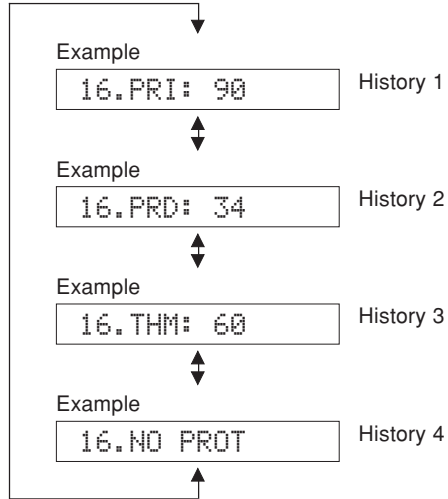 Example
16.PRI: 90 History 1
Example
16.PRD: 34 History 2
Example
16.THM: 60 History 3
Example
16.NO PROT History 4